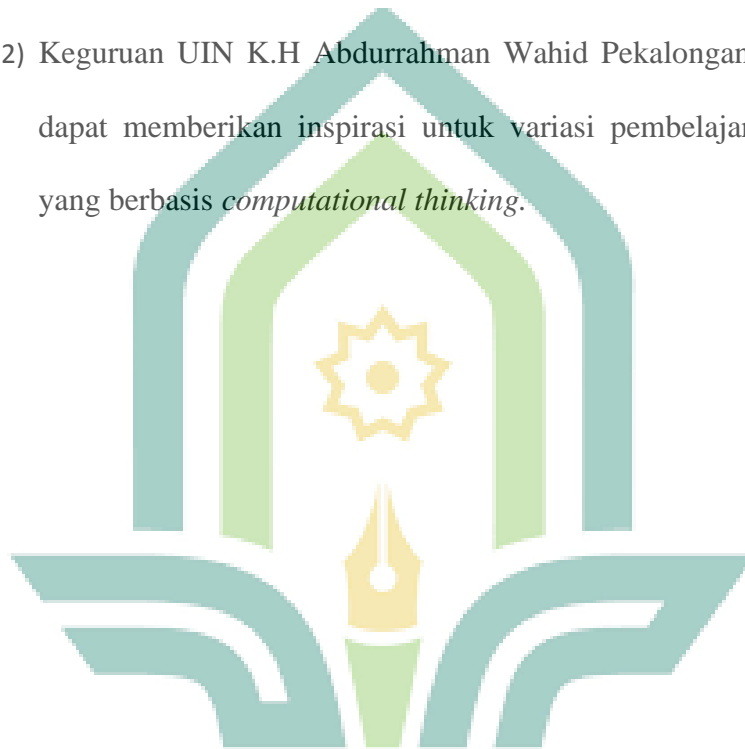 2) Keguruan UIN K.H Abdurrahman Wahid Pekalongan
dapat memberikan inspirasi untuk variasi pembelajar
yang berbasis computational thinking.